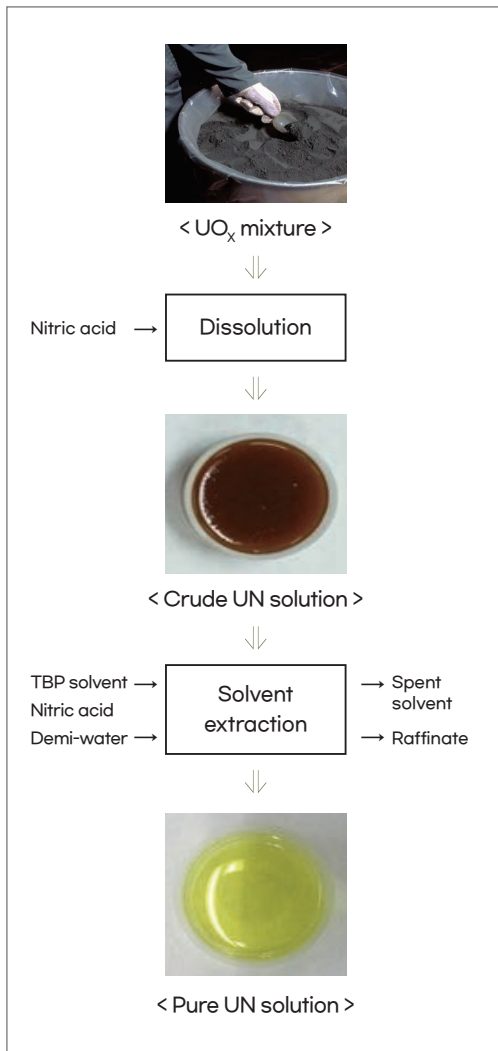 < UOX mixture >
Nitric acid →
Dissolution
< Crude UN solution >
TBP solvent →
Nitric acid
Demi-water →
Solvent
extraction
→ Spent
solvent
→ Raffinate
< Pure UN solution >